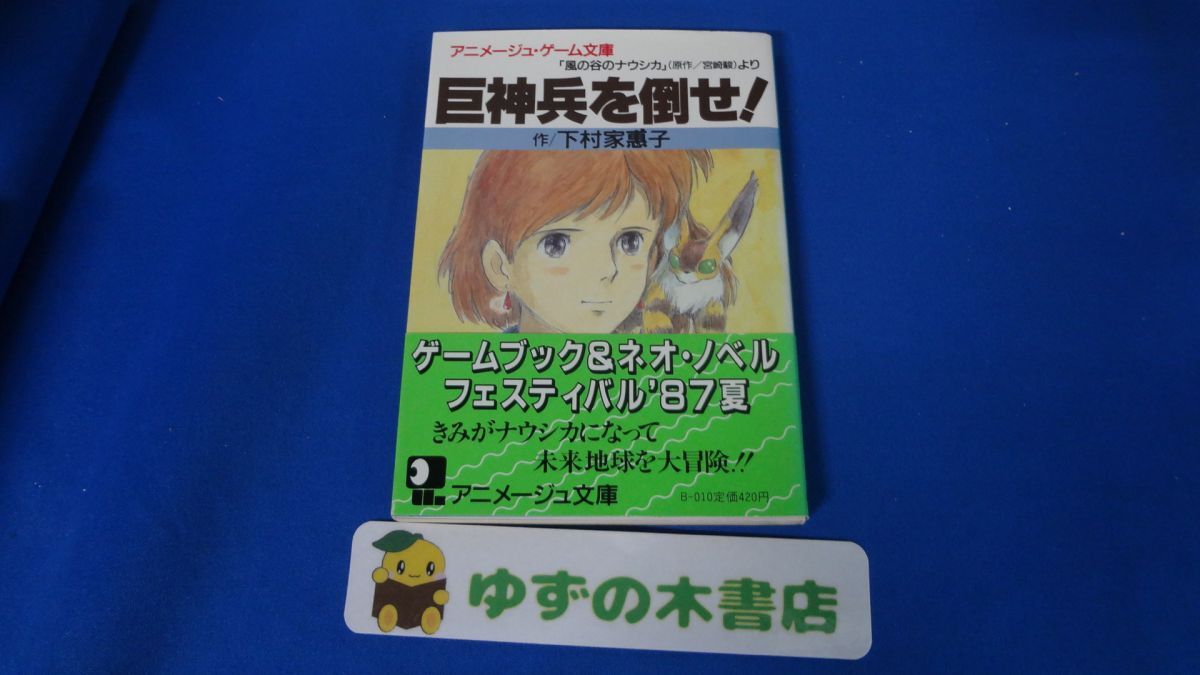 アニメージュ・ゲーム文庫
「風の谷のナウシカ」(原作/宮崎駿)より
巨神兵を倒せ!
作/下村家惠子
ゲームブック&ネオ・ノベル
フェスティバル'87夏
きみがナウシカになって
未来地球を大冒険!!
アニメージュ文庫
B-010定価420円
ゆずの木書店